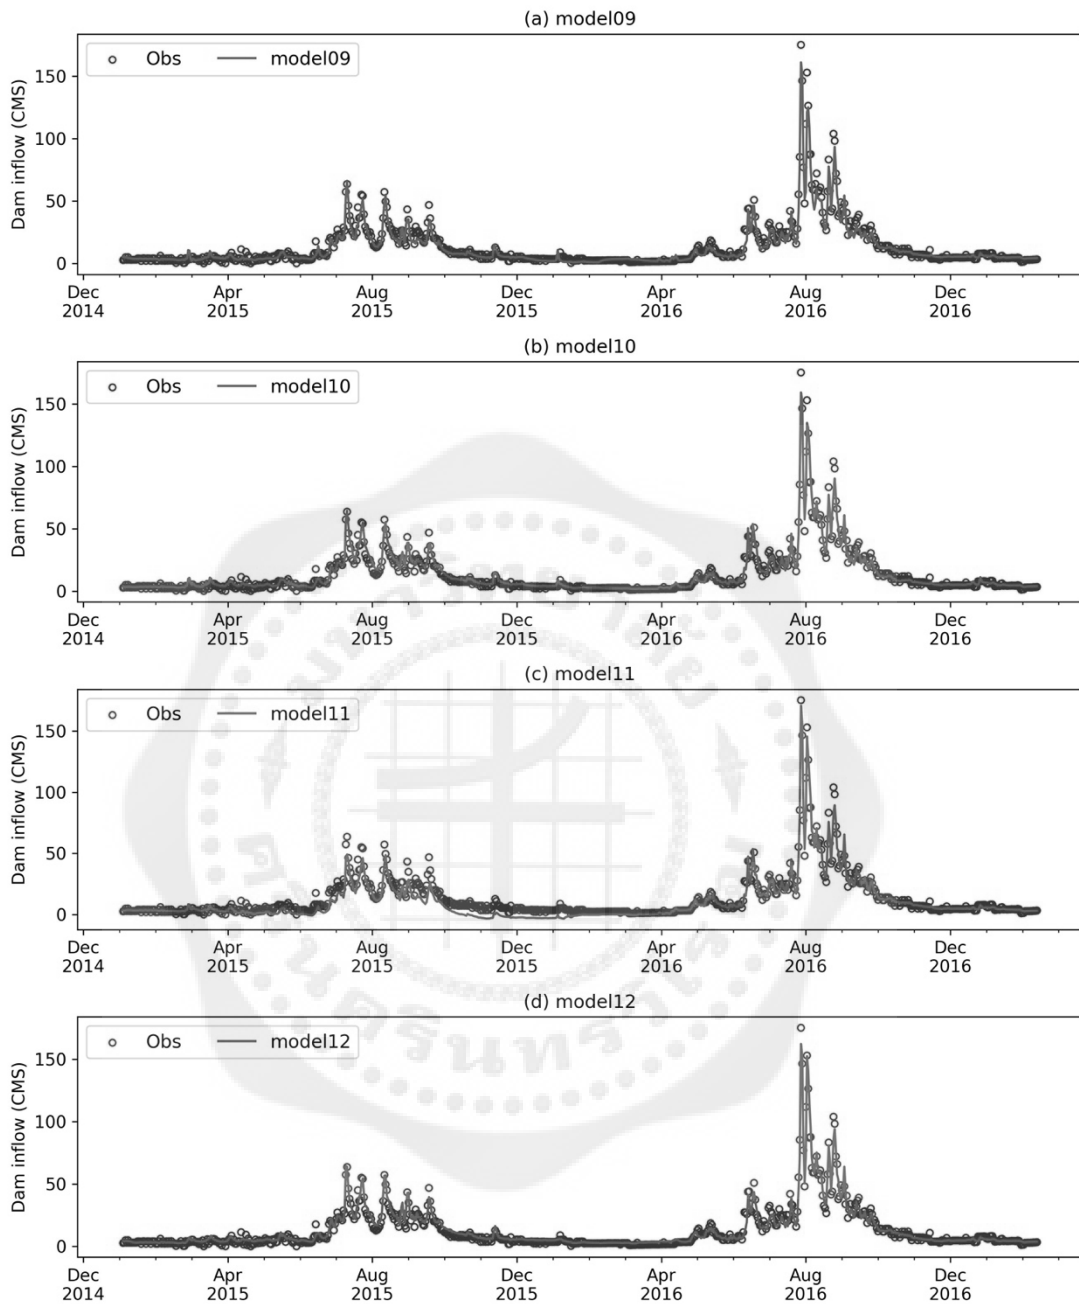 (a) model09
Obs model09
150
100
50
0
Dam inflow (CMS)
Dec Apr Aug Dec Apr Aug Dec
2014 2015 2015 2015 2016 2016 2016
(b) model10
Obs model10
150
100
50
0
Dam inflow (CMS)
Dec Apr Aug Dec Apr Aug Dec
2014 2015 2015 2015 2016 2016 2016
(c) model11
Obs model11
150
100
50
0
Dam inflow (CMS)
Dec Apr Aug Dec Apr Aug Dec
2014 2015 2015 2015 2016 2016 2016
(d) model12
Obs model12
150
100
50
0
Dam inflow (CMS)
Dec Apr Aug Dec Apr Aug Dec
2014 2015 2015 2015 2016 2016 2016